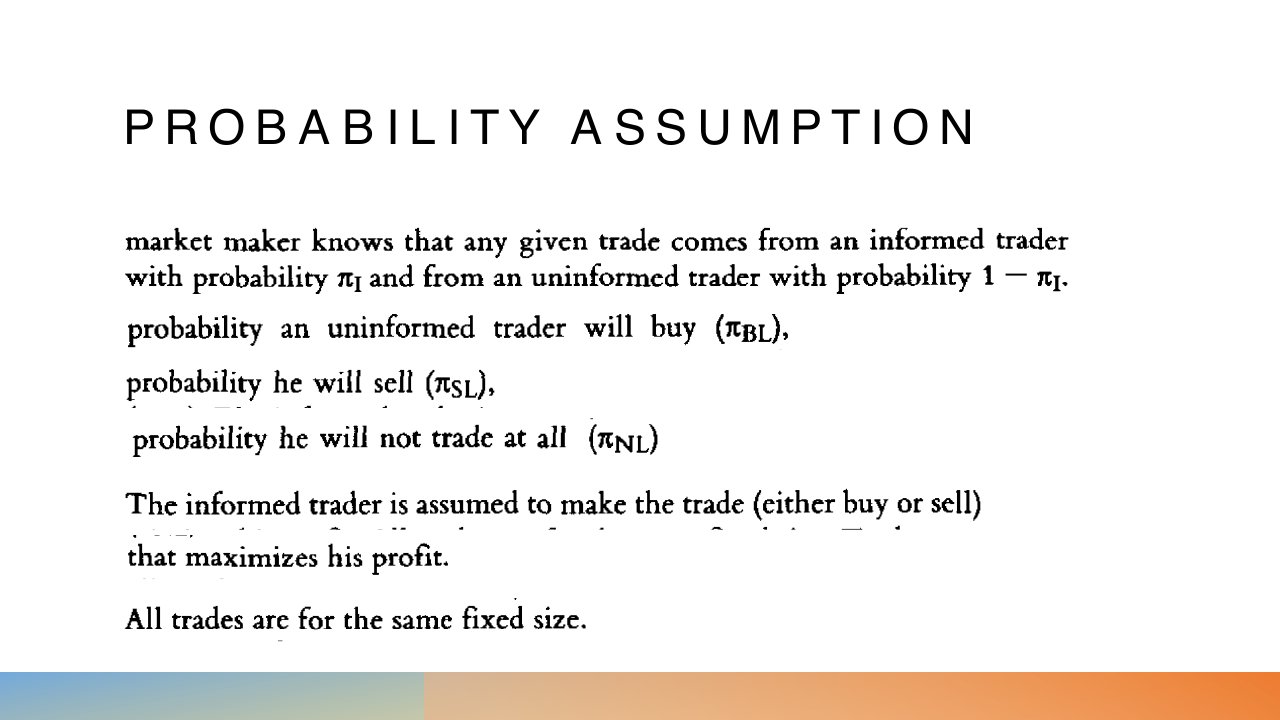 PROBABILITY ASSUMPTION
market maker knows that any given trade comes from an informed trader
with probability πI and from an uninformed trader with probability 1 − πI.
probability an uninformed trader will buy (πBL),
probability he will sell (πSL),
probability he will not trade at all (πNL)
The informed trader is assumed to make the trade (either buy or sell)
that maximizes his profit.
All trades are for the same fixed size.